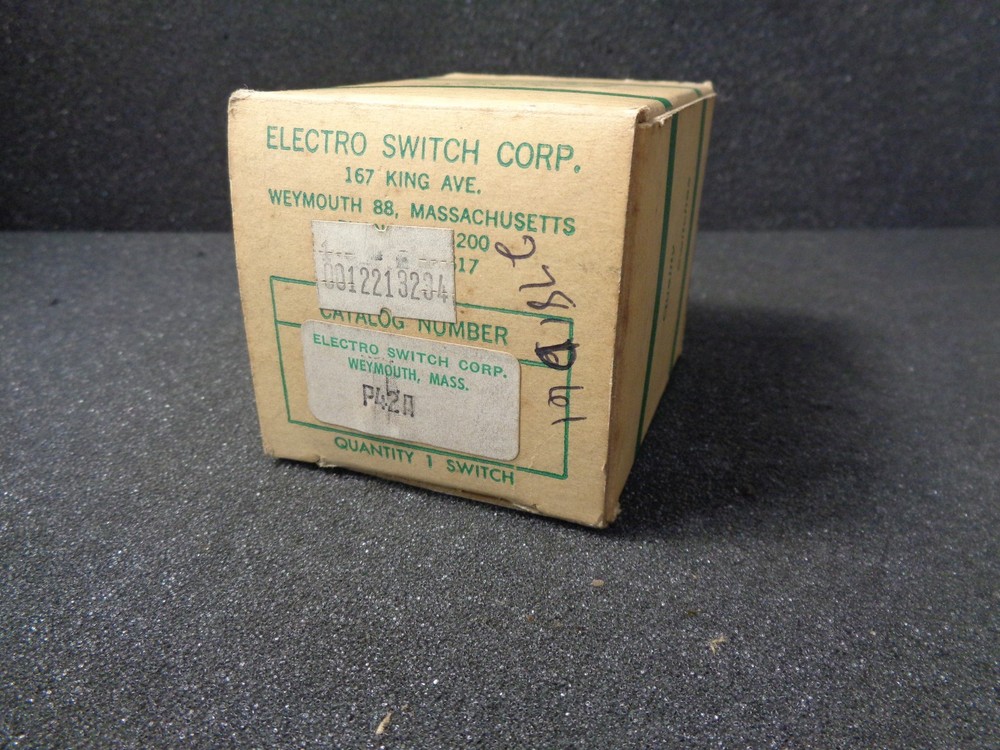 ELECTRO SWITCH CORP.
167 KING AVE.
WEYMOUTH 88, MASSACHUSETTS
200
17
0012213204
CATALOG NUMBER
ELECTRO SWITCH CORP.
WEYMOUTH, MASS.
P42A
QUANTITY 1 SWITCH